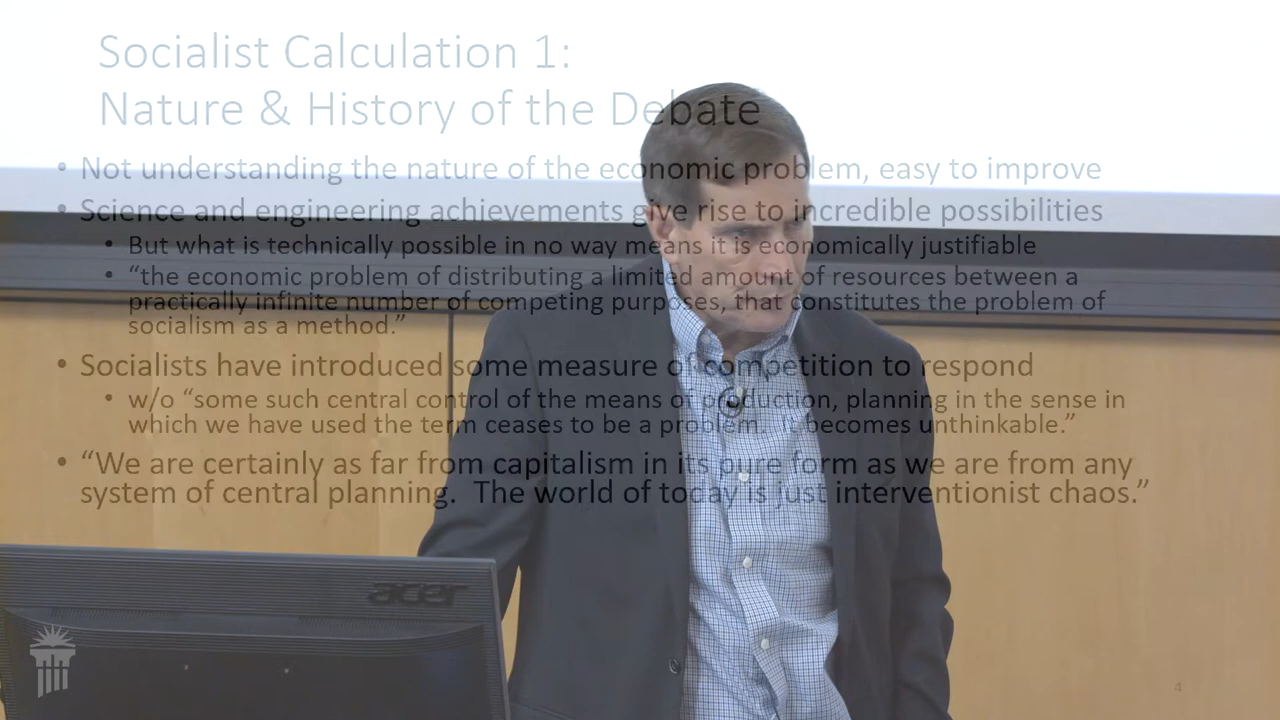 Socialist Calculation 1:
Nature & History of the Debate
• Not understanding the nature of the economic problem, easy to improve
• Science and engineering achievements give rise to incredible possibilities
• But what is technically possible in no way means it is economically justifiable
• “the economic problem of distributing a limited amount of resources between a
practically infinite number of competing purposes, that constitutes the problem of
socialism as a method.”
• Socialists have introduced some measure of competition to respond
• w/o “some such central control of the means of production, planning in the sense in
which we have used the term ceases to be a problem. It becomes unthinkable.”
• “We are certainly as far from capitalism in its pure form as we are from any
system of central planning. The world of today is just interventionist chaos.”
acer
4